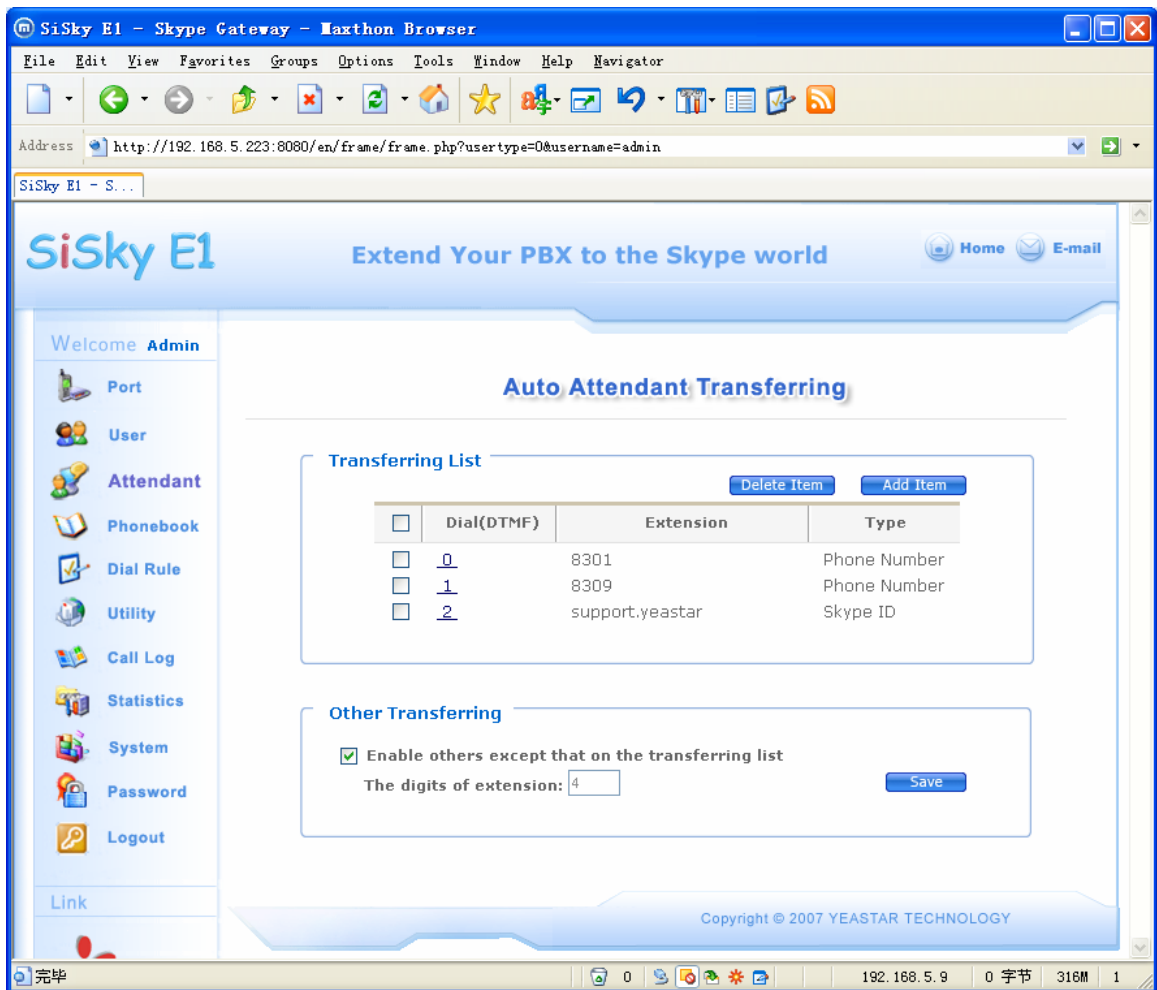 SiSky E1 - Skype Gateway - Maxthon Browser
File Edit View Favorites Groups Options Tools Window Help Navigator
Address http://192.168.5.223:8080/en/frame/frame.php?usertype=0&username=admin
SiSky E1 - S...
SiSky E1
Extend Your PBX to the Skype world
Home E-mail
Welcome Admin
Port
User
Attendant
Phonebook
Dial Rule
Utility
Call Log
Statistics
System
Password
Logout
Link
Auto Attendant Transferring
Transferring List
Delete Item Add Item
Dial(DTMF) Extension Type
0 8301 Phone Number
1 8309 Phone Number
2 support.yeastar Skype ID
Other Transferring
Enable others except that on the transferring list
The digits of extension: 4
Save
Copyright © 2007 YEASTAR TECHNOLOGY
完毕 0 192.168.5.9 0 字节 316M 1